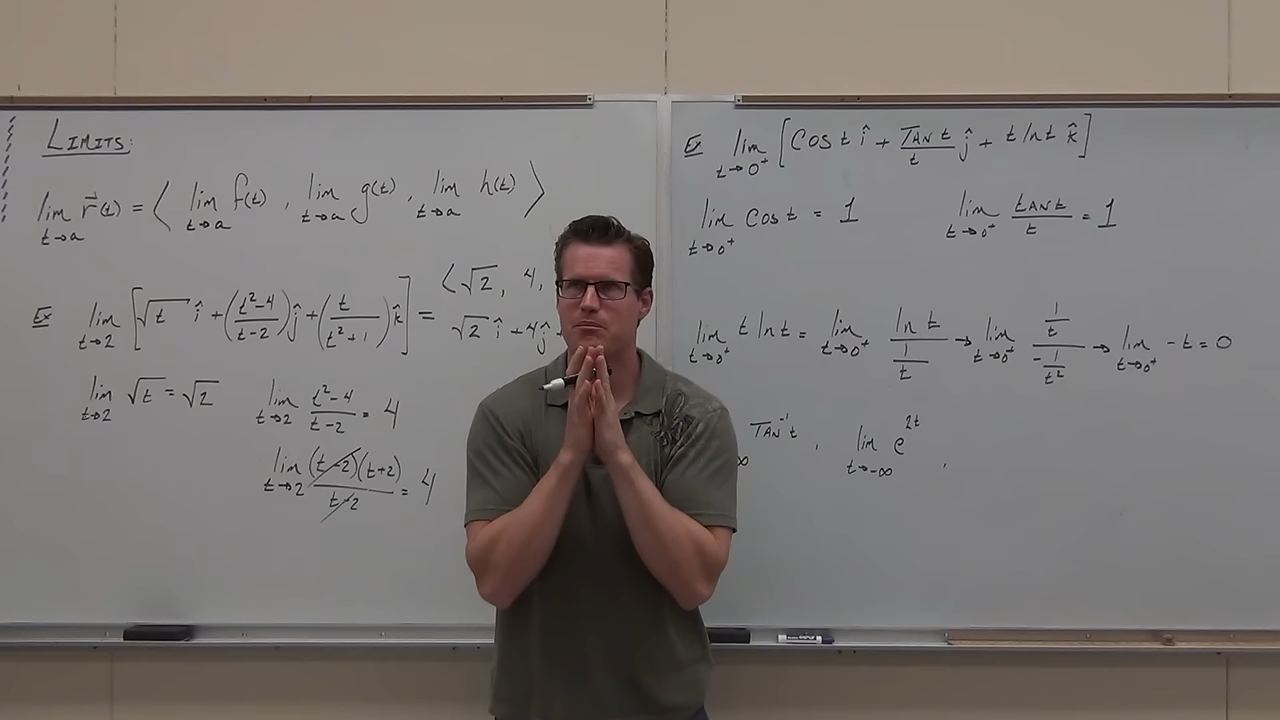 LIMITS:
lim t→a r⃗(t) = ⟨ lim t→a f(t), lim t→a g(t), lim t→a h(t) ⟩
Ex lim t→2 [√t î + (t²-4/t-2) ĵ + (t/t²+1) k̂] = ⟨√2, 4,
√2 î + 4ĵ
lim t→2 √t = √2
lim t→2 t²-4/t-2 = 4
lim t→2 (t-2)(t+2)/t-2 = 4
Ex lim t→0⁺ [Cos t î + TAN t/t ĵ + t ln t k̂]
lim t→0⁺ Cos t = 1
lim t→0⁺ tANt/t = 1
lim t→0⁺ t ln t = lim t→0⁺ ln t/(1/t) → lim t→0⁺ (1/t)/(-1/t²) → lim t→0⁺ -t = 0
∞ TAN⁻¹t, lim t→-∞ e²ᵗ,